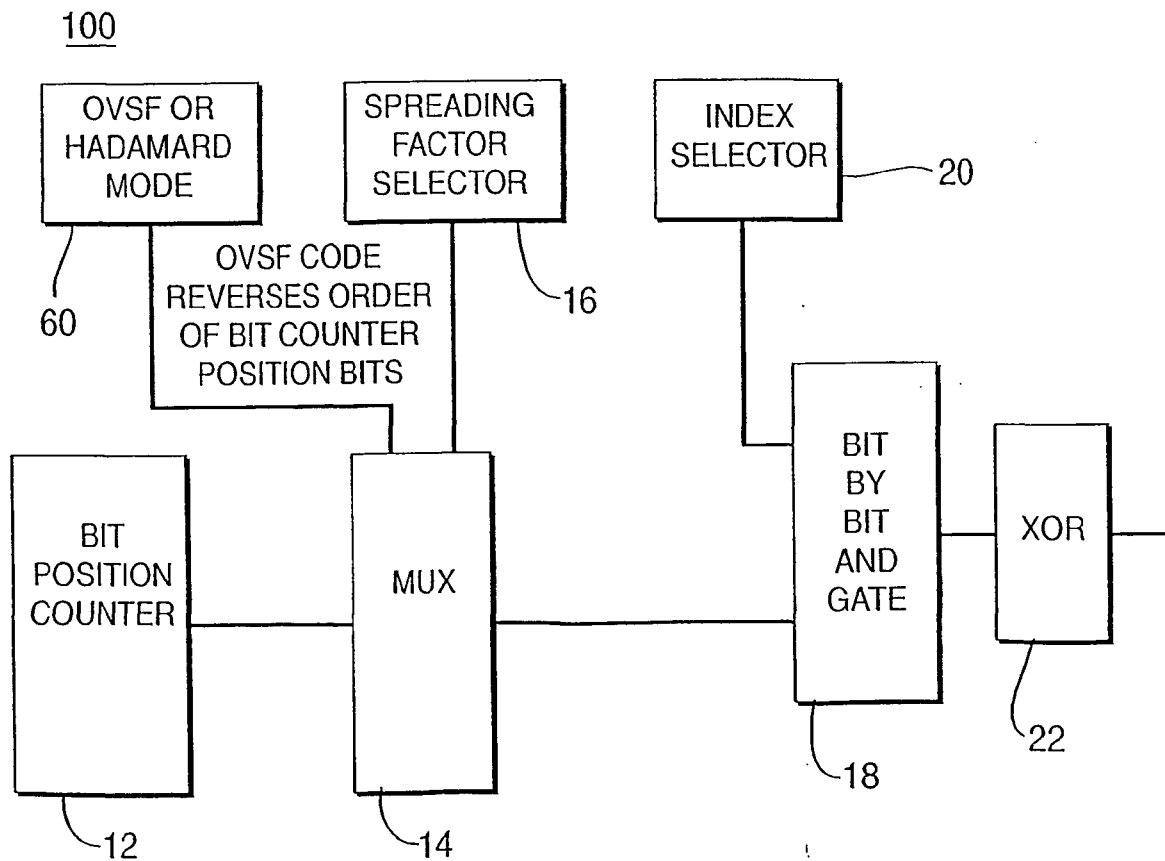 100
OVSF OR
HADAMARD
MODE
60
SPREADING
FACTOR
SELECTOR
16
INDEX
SELECTOR
20
OVSF CODE
REVERSES ORDER
OF BIT COUNTER
POSITION BITS
BIT
POSITION
COUNTER
12
MUX
14
BIT
BY
BIT
AND
GATE
18
XOR
22